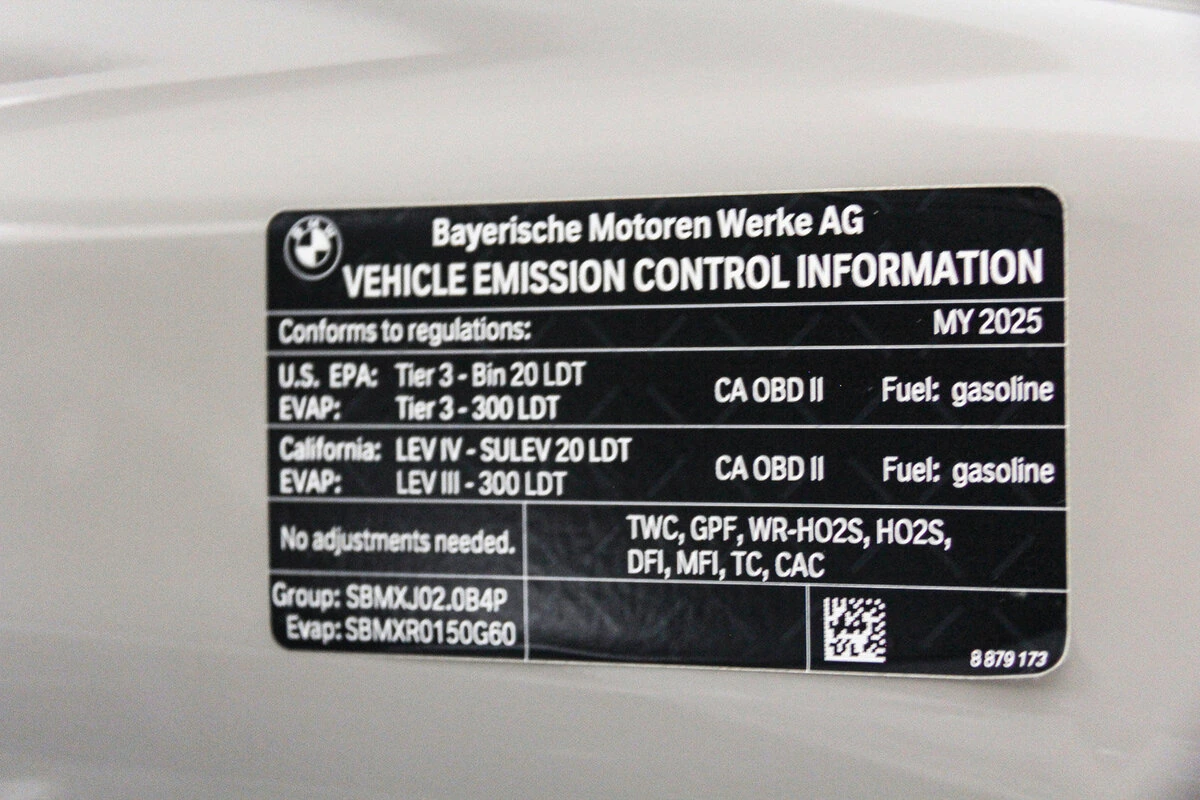 BMW
Bayerische Motoren Werke AG
VEHICLE EMISSION CONTROL INFORMATION
Conforms to regulations: MY 2025
U.S. EPA: Tier 3 - Bin 20 LDT CA OBD II Fuel: gasoline
EVAP: Tier 3 - 300 LDT
California: LEV IV - SULEV 20 LDT CA OBD II Fuel: gasoline
EVAP: LEV III - 300 LDT
No adjustments needed. TWC, GPF, WR-HO2S, HO2S,
DFI, MFI, TC, CAC
Group: SBMXJ02.0B4P
Evap: SBMXR0150G60
8 879 173